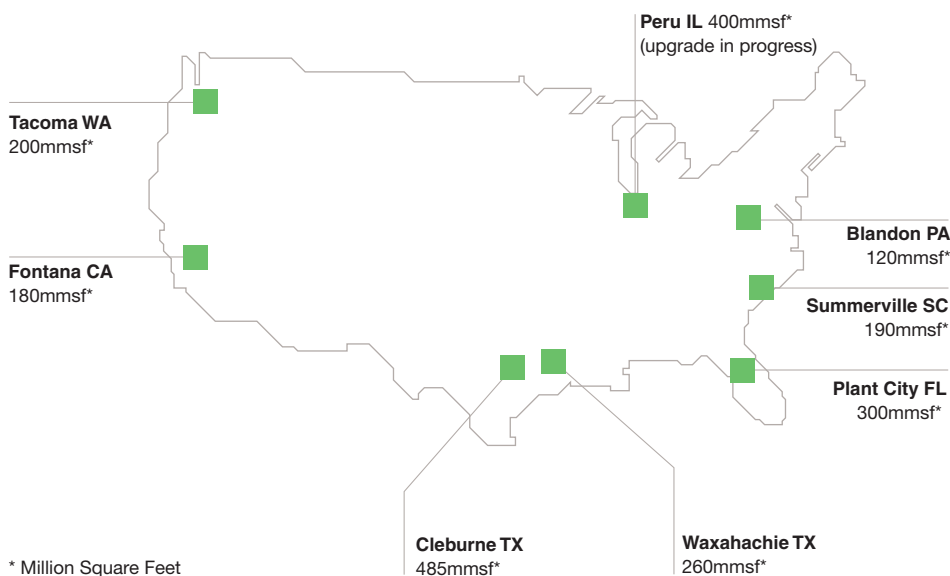 Peru IL 400mmsf*
(upgrade in progress)
Tacoma WA
200mmsf*
Blandon PA
120mmsf*
Fontana CA
180mmsf*
Summerville SC
190mmsf*
Plant City FL
300mmsf*
Cleburne TX
485mmsf*
Waxahachie TX
260mmsf*
* Million Square Feet